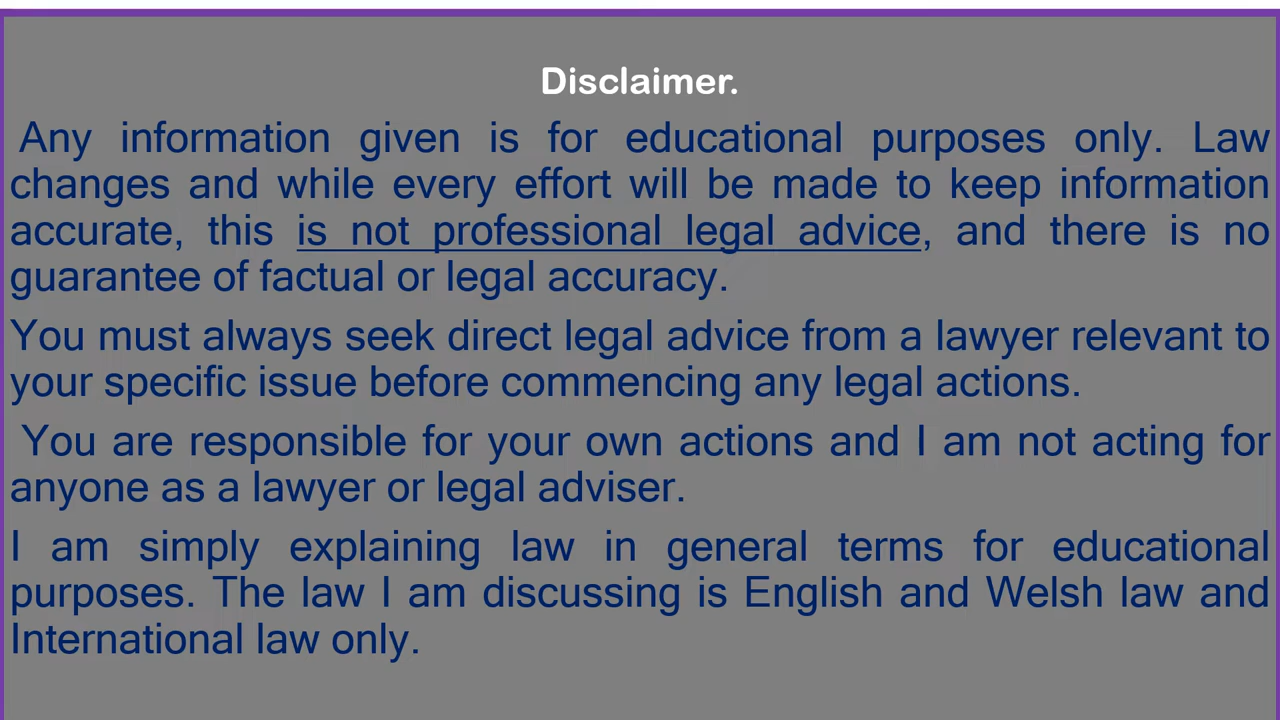 Disclaimer.
Any information given is for educational purposes only. Law
changes and while every effort will be made to keep information
accurate, this is not professional legal advice, and there is no
guarantee of factual or legal accuracy.
You must always seek direct legal advice from a lawyer relevant to
your specific issue before commencing any legal actions.
You are responsible for your own actions and I am not acting for
anyone as a lawyer or legal adviser.
I am simply explaining law in general terms for educational
purposes. The law I am discussing is English and Welsh law and
International law only.